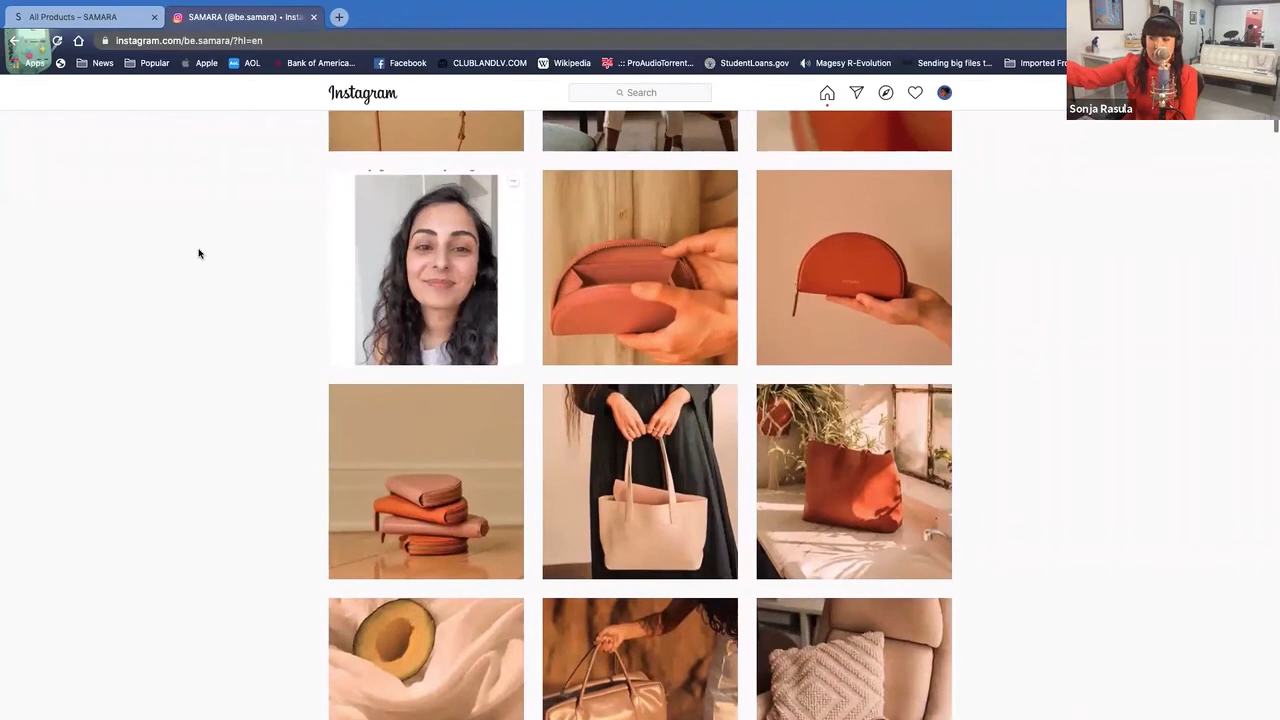 All Products – SAMARA
SAMARA (@be.samara) • Insta
instagram.com/be.samara/?hl=en
Apps
News
Popular
Apple
Aol
AOL
Bank of America...
Facebook
CLUBLANDLV.COM
W
Wikipedia
.:: ProAudioTorrent...
StudentLoans.gov
Magesy R-Evolution
Sending big files t...
Imported Fr
Sonja Rasula
Instagram
Search